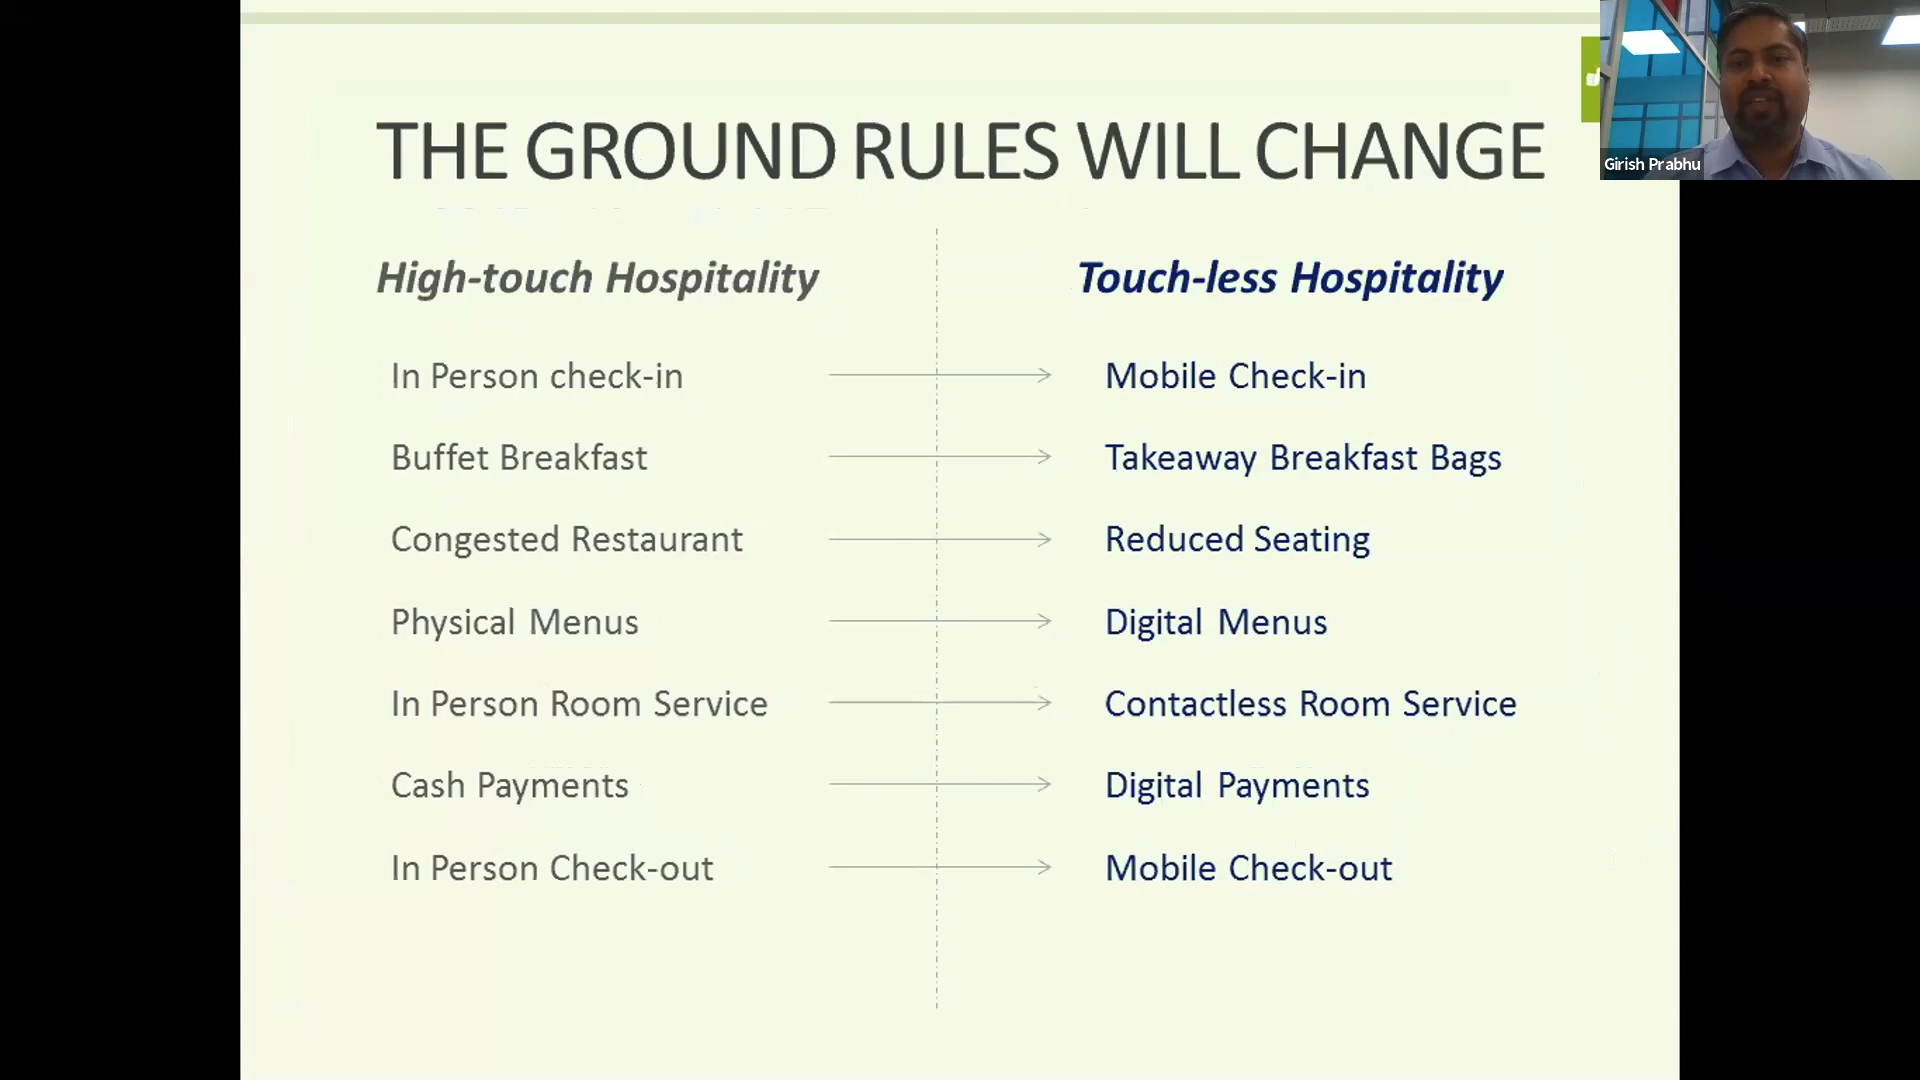 THE GROUND RULES WILL CHANGE
Girish Prabhu
High-touch Hospitality
Touch-less Hospitality
In Person check-in
Mobile Check-in
Buffet Breakfast
Takeaway Breakfast Bags
Congested Restaurant
Reduced Seating
Physical Menus
Digital Menus
In Person Room Service
Contactless Room Service
Cash Payments
Digital Payments
In Person Check-out
Mobile Check-out